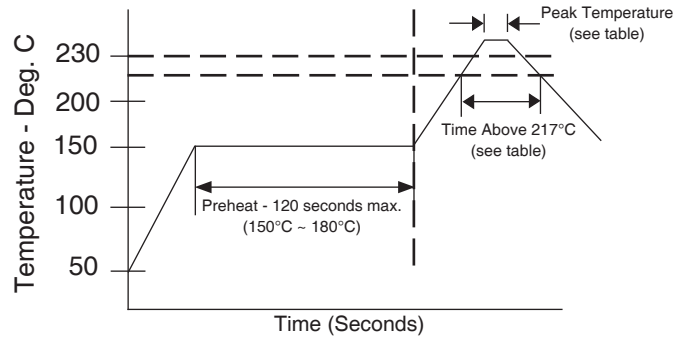 Peak Temperature
(see table)
230
200
Time Above 217°C
(see table)
150
Preheat - 120 seconds max.
(150°C ~ 180°C)
100
50
Temperature - Deg. C
Time (Seconds)